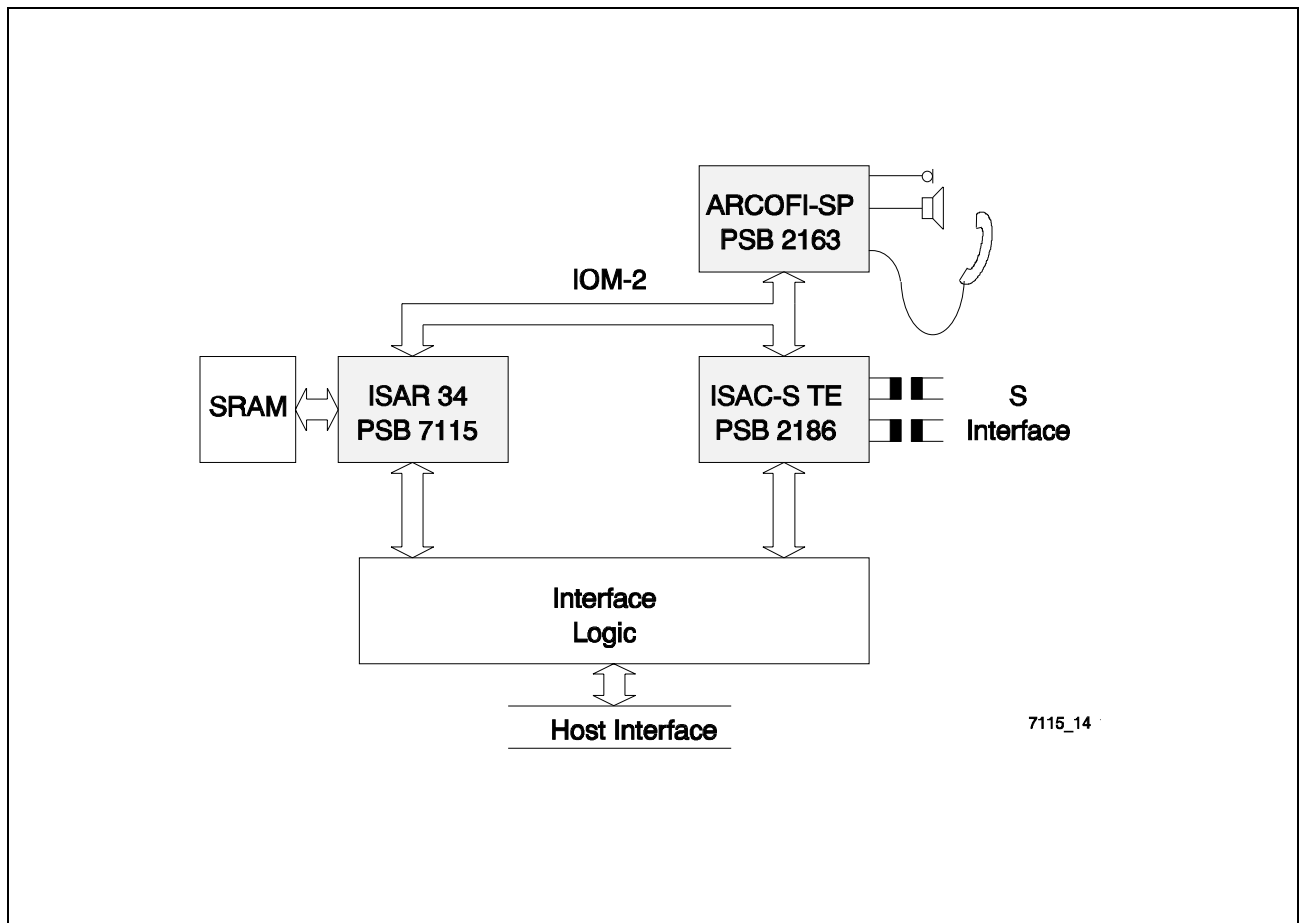 ARCOFI-SP
PSB 2163
IOM-2
SRAM
ISAR 34
PSB 7115
ISAC-S TE
PSB 2186
S
Interface
Interface
Logic
Host Interface
7115_14